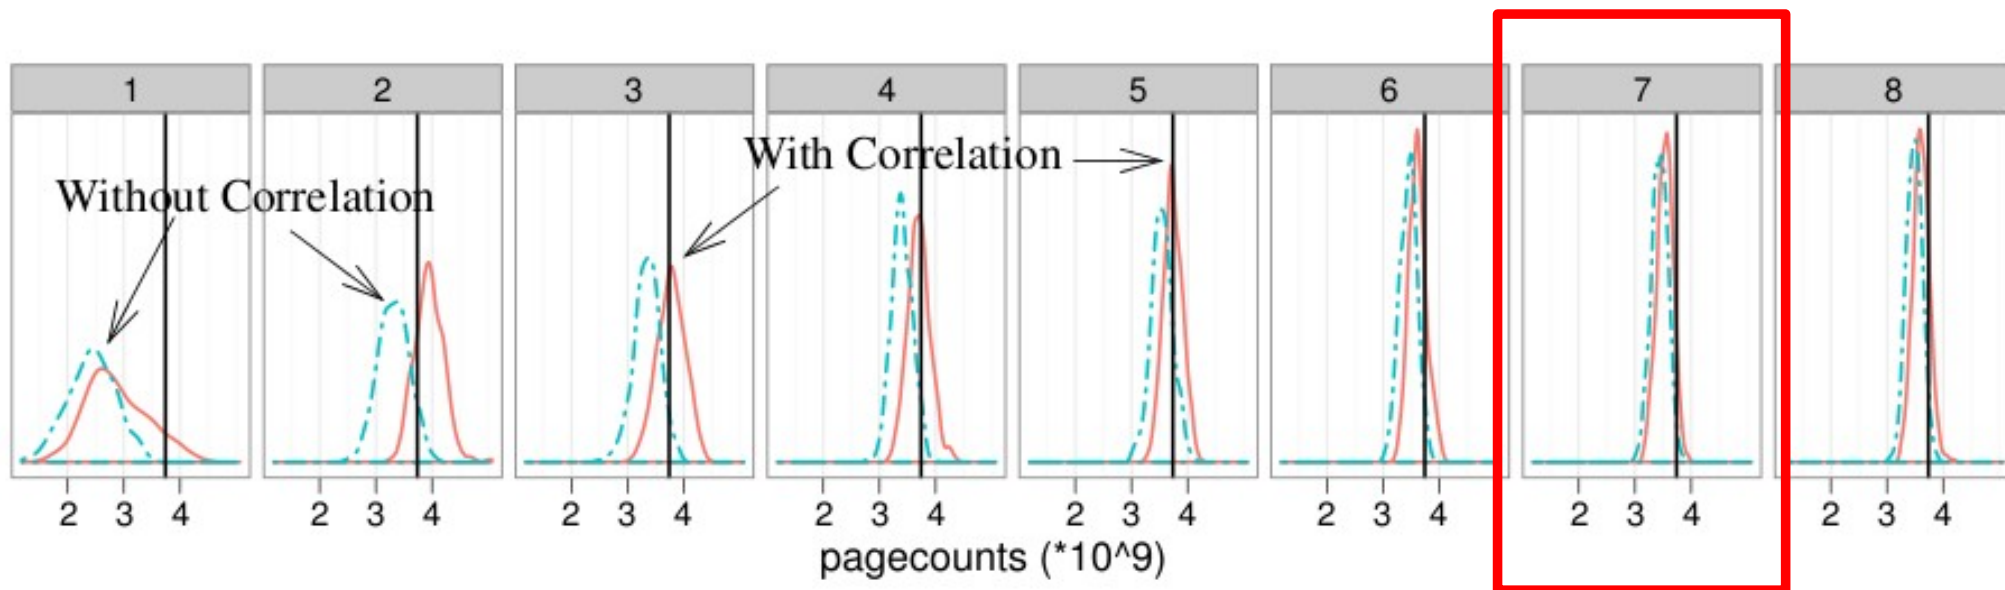 1 2 3 4 5 6 7 8
With Correlation
Without Correlation
2 3 4 2 3 4 2 3 4 2 3 4 2 3 4 2 3 4 2 3 4 2 3 4
pagecounts (*10^9)